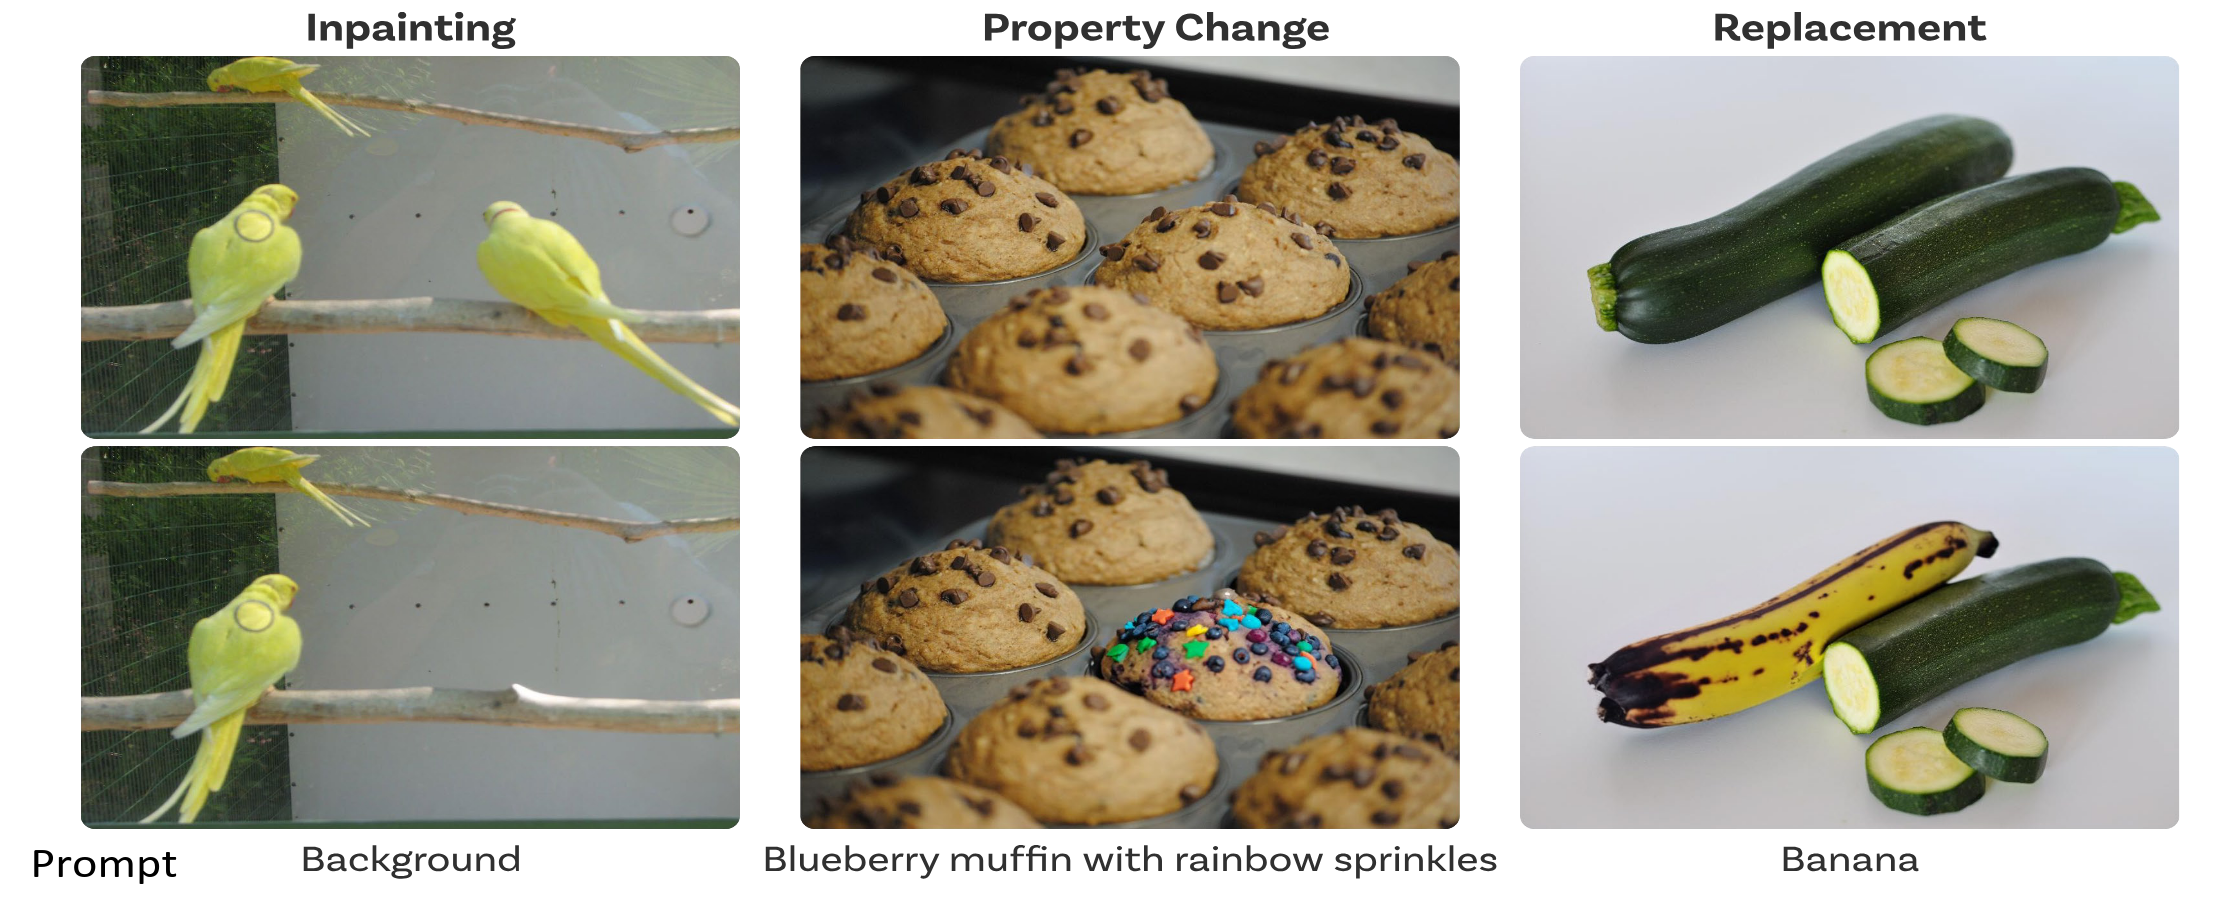 Inpainting
Property Change
Replacement
Prompt
Background
Blueberry muffin with rainbow sprinkles
Banana